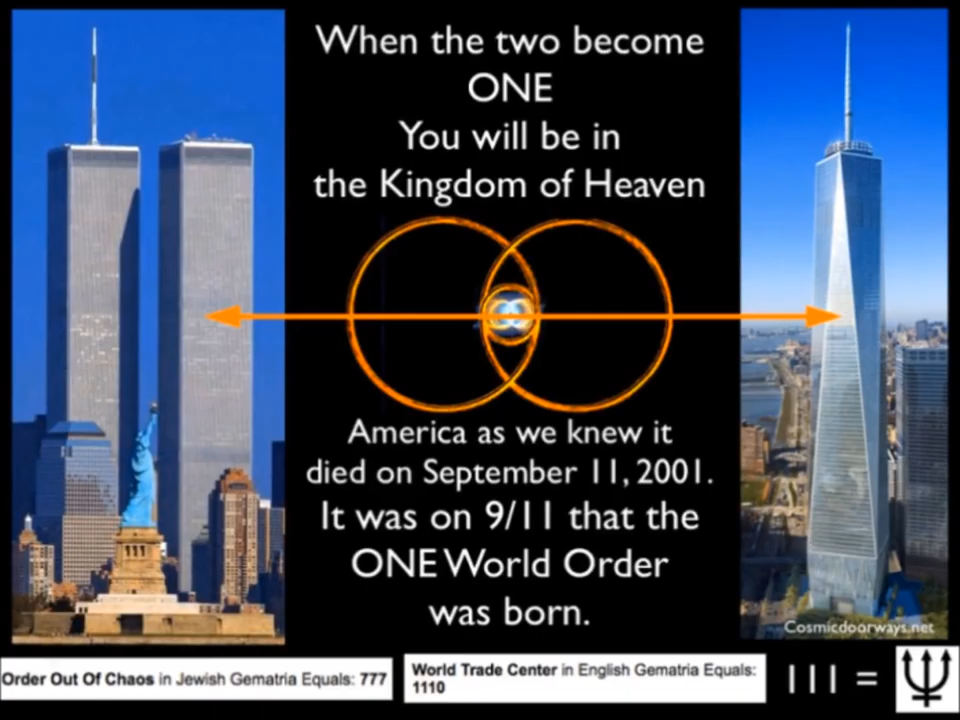 When the two become
ONE
You will be in
the Kingdom of Heaven
America as we knew it
died on September 11, 2001.
It was on 9/11 that the
ONE World Order
was born.
Cosmicdoorways.net
Order Out Of Chaos in Jewish Gematria Equals: 777
World Trade Center in English Gematria Equals:
1110
III =